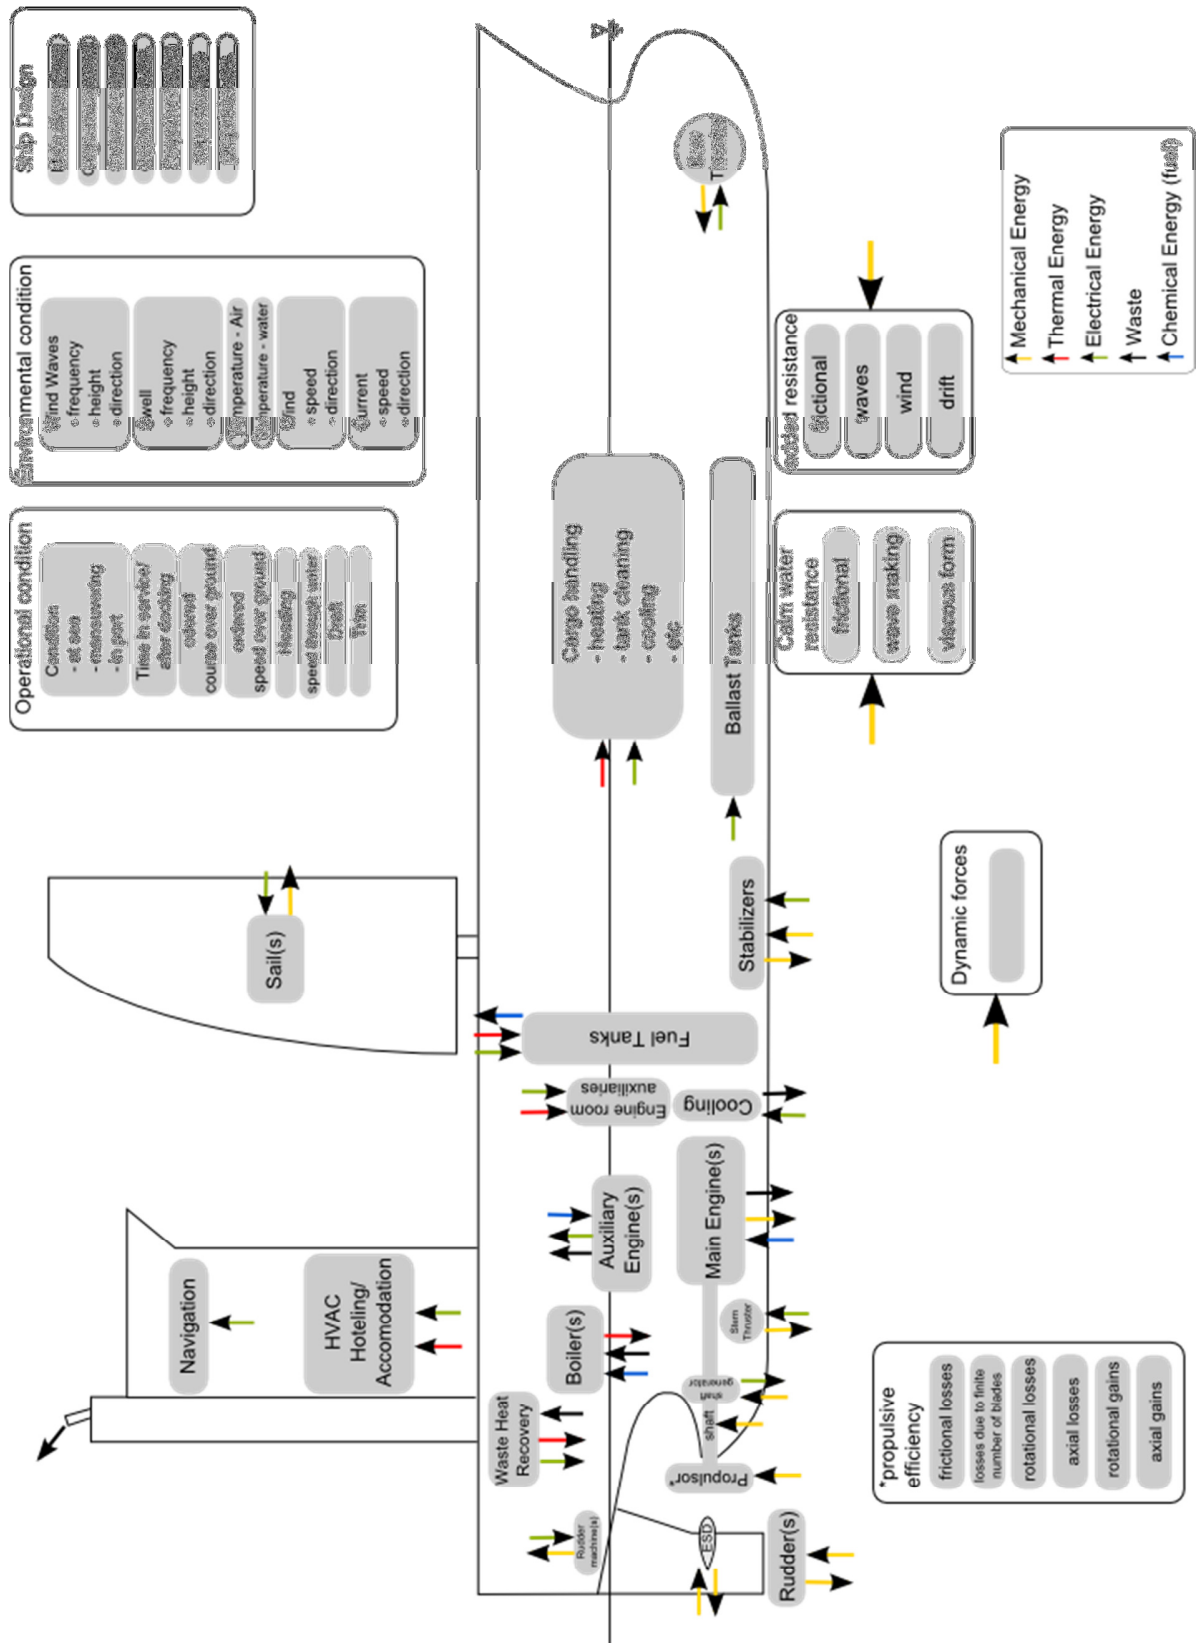 Ship Design
Environmental condition
Wind Waves
- frequency
- height
- direction
Swell
- frequency
- height
- direction
Temperature - Air
Temperature - water
Wind
- speed
- direction
Current
- speed
- direction
Operational condition
Condition
- at sea
- maneuvering
- in port
Time in service/
after docking
ordered
course over ground
ordered
speed over ground
Heading
speed through water
Draft
Trim
Bow
Thruster
Mechanical Energy
Thermal Energy
Electrical Energy
Waste
Chemical Energy (fuel)
added resistance
frictional
waves
wind
drift
Calm water
resistance
frictional
wave making
viscous form
Cargo handling
- heating
- tank cleaning
- cooling
- etc
Ballast Tanks
Sail(s)
Stabilizers
Dynamic forces
Fuel Tanks
Engine room
auxiliaries
Cooling
Navigation
HVAC
Hoteling/
Accomodation
Auxiliary
Engine(s)
Main Engine(s)
Boiler(s)
Stern
Thruster
Waste Heat
Recovery
shaft
generator
shaft
Propulsor*
Rudder
machine(s)
ESD
Rudder(s)
*propulsive
efficiency
frictional losses
losses due to finite
number of blades
rotational losses
axial losses
rotational gains
axial gains